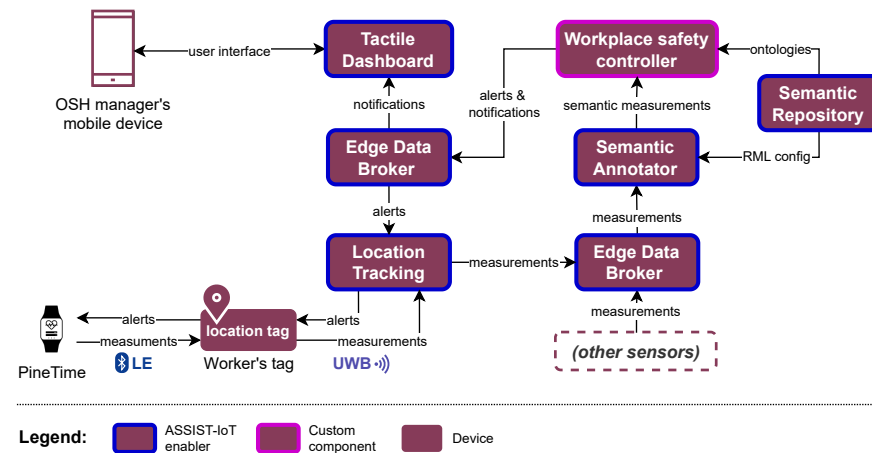 user interface
OSH manager's
mobile device
Tactile
Dashboard
Workplace safety
controller
ontologies
Semantic
Repository
notifications
alerts &
notifications
semantic measurements
Edge Data
Broker
Semantic
Annotator
RML config
alerts
measurements
Location
Tracking
measurements
Edge Data
Broker
measurements
(other sensors)
alerts
location tag
alerts
measuments
measurements
PineTime
LE
Worker's tag
UWB
Legend:
ASSIST-IoT
enabler
Custom
component
Device